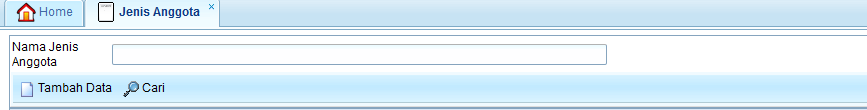 Home Jenis Anggota ×
Nama Jenis
Anggota
Tambah Data Cari